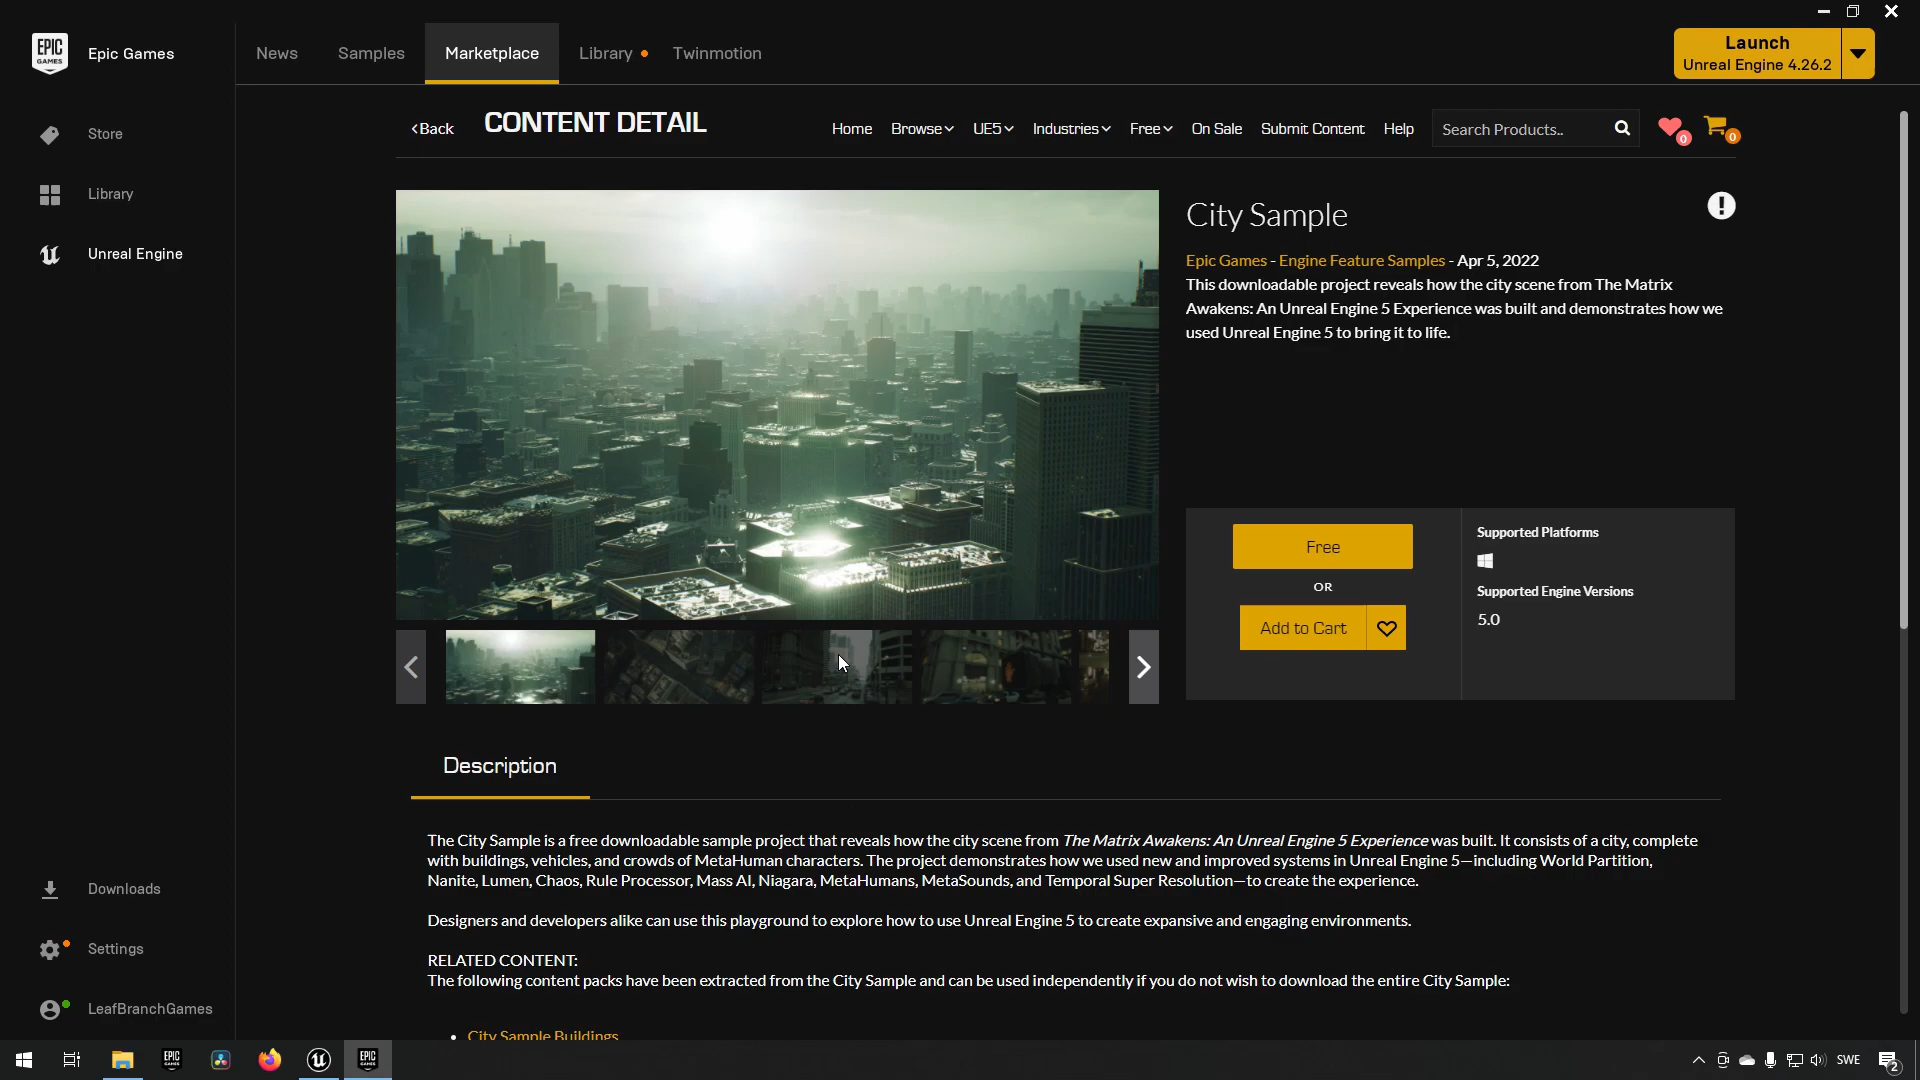 EPIC GAMES
Epic Games
News
Samples
Marketplace
Library
Twinmotion
Launch
Unreal Engine 4.26.2
Store
Library
Unreal Engine
Back
CONTENT DETAIL
Home
Browse
UE5
Industries
Free
On Sale
Submit Content
Help
Search Products..
0
0
City Sample
Epic Games - Engine Feature Samples - Apr 5, 2022
This downloadable project reveals how the city scene from The Matrix
Awakens: An Unreal Engine 5 Experience was built and demonstrates how we
used Unreal Engine 5 to bring it to life.
Free
OR
Add to Cart
Supported Platforms
Supported Engine Versions
5.0
Description
The City Sample is a free downloadable sample project that reveals how the city scene from The Matrix Awakens: An Unreal Engine 5 Experience was built. It consists of a city, complete
with buildings, vehicles, and crowds of MetaHuman characters. The project demonstrates how we used new and improved systems in Unreal Engine 5—including World Partition,
Nanite, Lumen, Chaos, Rule Processor, Mass AI, Niagara, MetaHumans, MetaSounds, and Temporal Super Resolution—to create the experience.
Designers and developers alike can use this playground to explore how to use Unreal Engine 5 to create expansive and engaging environments.
RELATED CONTENT:
The following content packs have been extracted from the City Sample and can be used independently if you do not wish to download the entire City Sample:
• City Sample Buildings
Downloads
Settings
LeafBranchGames
EPIC GAMES
EPIC GAMES
SWE
2